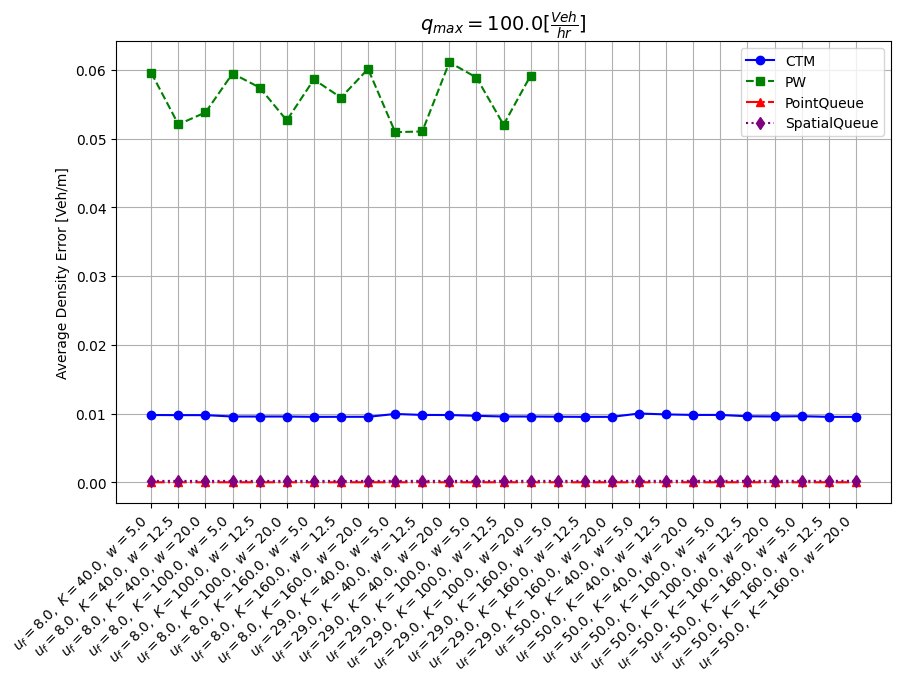 q_max = 100.0[Veh/hr]
CTM
PW
PointQueue
SpatialQueue
Average Density Error [Veh/m]
0.06
0.05
0.04
0.03
0.02
0.01
0.00
u_f = 8.0, K = 40.0, w = 5.0
u_f = 8.0, K = 40.0, w = 12.5
u_f = 8.0, K = 40.0, w = 20.0
u_f = 8.0, K = 100.0, w = 5.0
u_f = 8.0, K = 100.0, w = 12.5
u_f = 8.0, K = 100.0, w = 20.0
u_f = 8.0, K = 160.0, w = 5.0
u_f = 8.0, K = 160.0, w = 12.5
u_f = 8.0, K = 160.0, w = 20.0
u_f = 29.0, K = 40.0, w = 5.0
u_f = 29.0, K = 40.0, w = 12.5
u_f = 29.0, K = 40.0, w = 20.0
u_f = 29.0, K = 100.0, w = 5.0
u_f = 29.0, K = 100.0, w = 12.5
u_f = 29.0, K = 100.0, w = 20.0
u_f = 29.0, K = 160.0, w = 5.0
u_f = 29.0, K = 160.0, w = 12.5
u_f = 29.0, K = 160.0, w = 20.0
u_f = 50.0, K = 40.0, w = 5.0
u_f = 50.0, K = 40.0, w = 12.5
u_f = 50.0, K = 40.0, w = 20.0
u_f = 50.0, K = 100.0, w = 5.0
u_f = 50.0, K = 100.0, w = 12.5
u_f = 50.0, K = 100.0, w = 20.0
u_f = 50.0, K = 160.0, w = 5.0
u_f = 50.0, K = 160.0, w = 12.5
u_f = 50.0, K = 160.0, w = 20.0